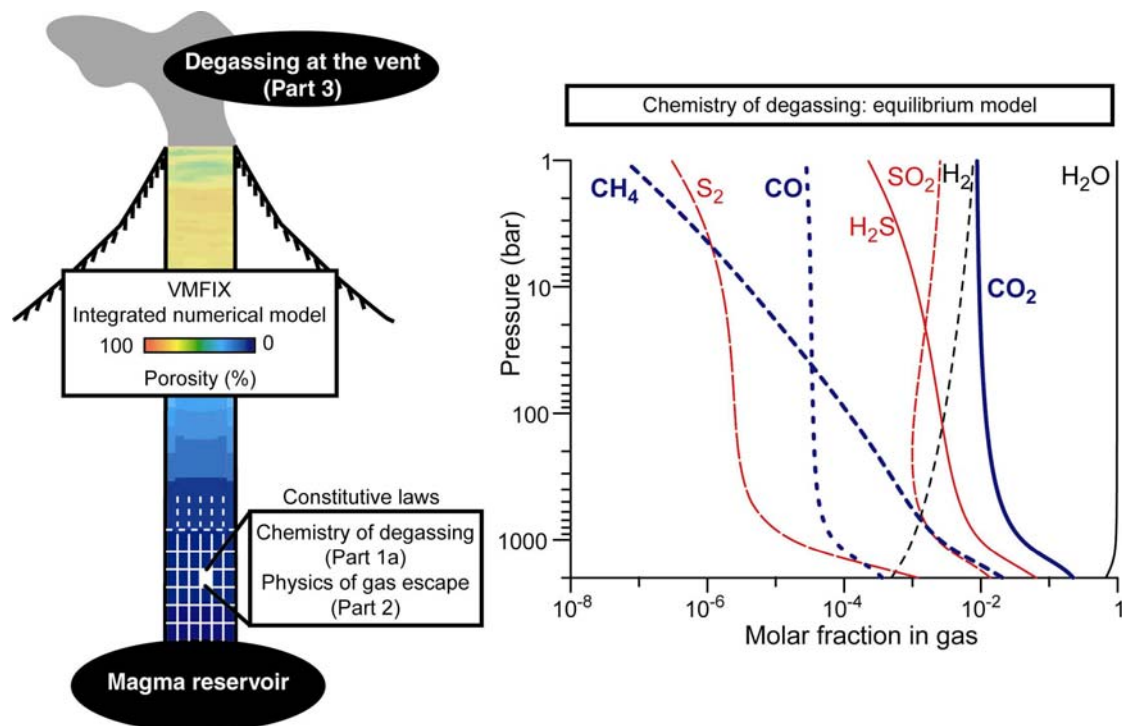 Degassing at the vent
(Part 3)
VMFIX
Integrated numerical model
100 0
Porosity (%)
Constitutive laws
Chemistry of degassing
(Part 1a)
Physics of gas escape
(Part 2)
Magma reservoir
Chemistry of degassing: equilibrium model
1
10
100
1000
Pressure (bar)
CH₄
S₂
CO
SO₂
H₂S
H₂
CO₂
H₂O
10⁻⁸ 10⁻⁶ 10⁻⁴ 10⁻² 1
Molar fraction in gas